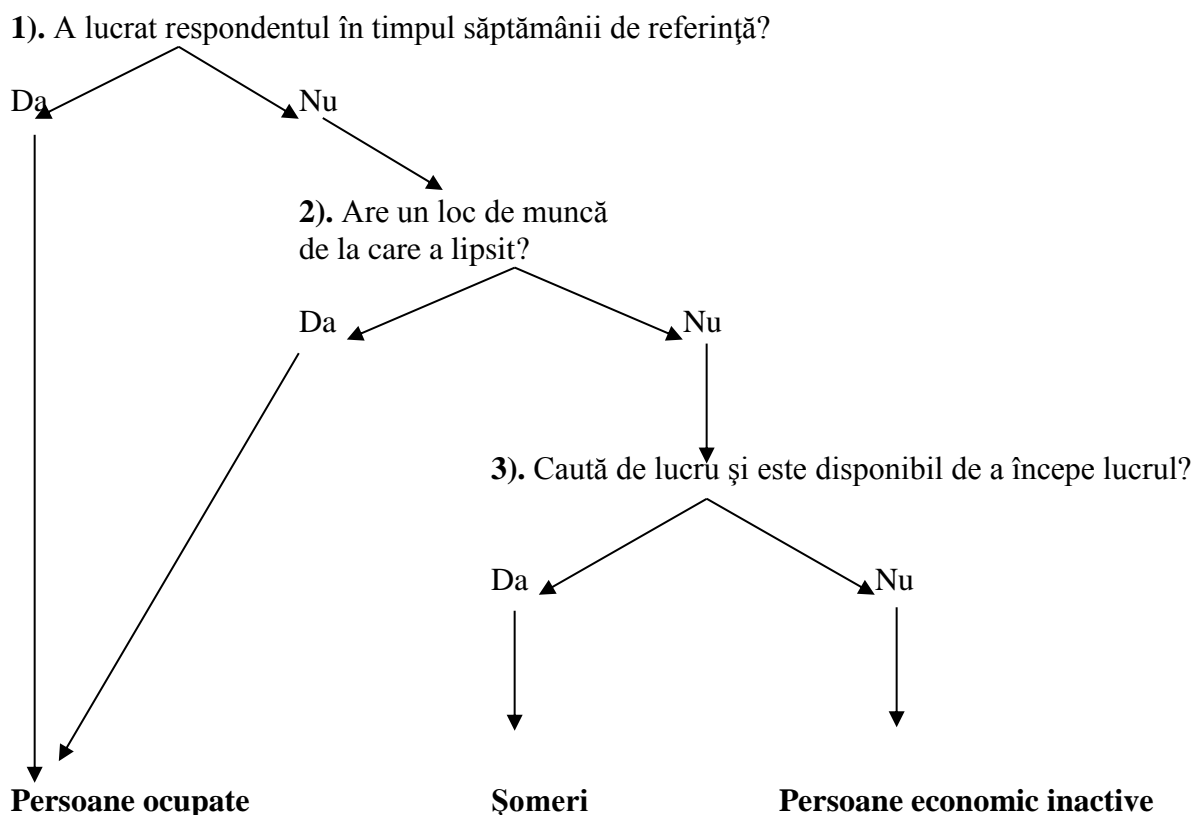 1). A lucrat respondentul în timpul săptămânii de referinţă?
Da Nu
2). Are un loc de muncă
de la care a lipsit?
Da Nu
3). Caută de lucru şi este disponibil de a începe lucrul?
Da Nu
Persoane ocupate Şomeri Persoane economic inactive